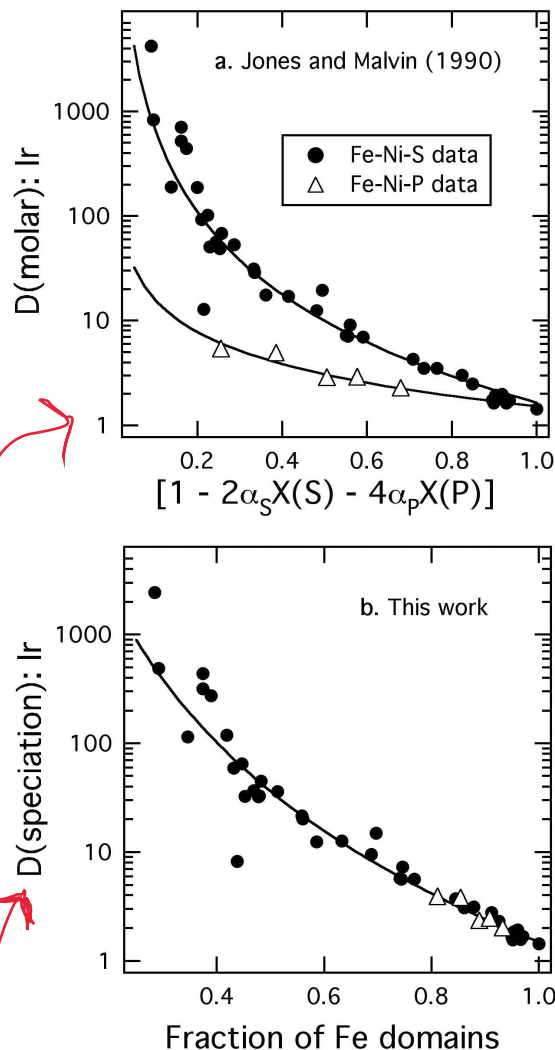 a. Jones and Malvin (1990)
1000
Fe-Ni-S data
Fe-Ni-P data
100
D(molar): Ir
10
1
0.2 0.4 0.6 0.8 1.0
[1 - 2αSX(S) - 4αPX(P)]
b. This work
1000
D(speciation): Ir
100
10
1
0.4 0.6 0.8 1.0
Fraction of Fe domains